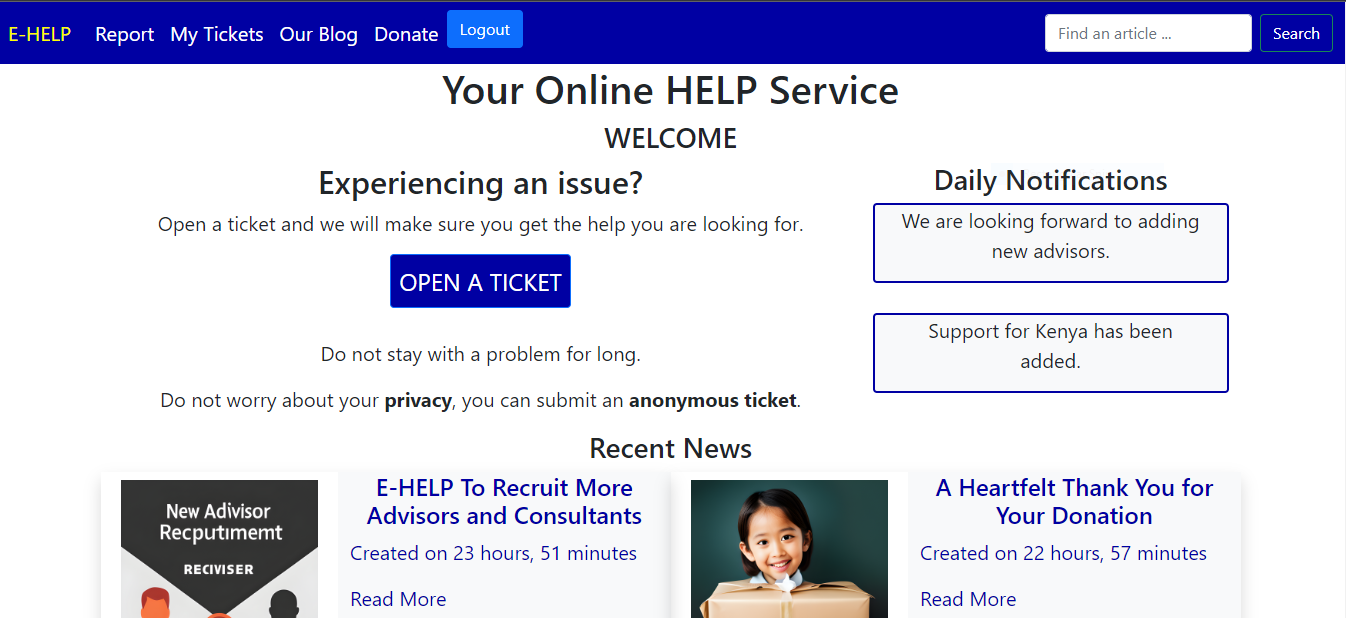 E-HELP Report My Tickets Our Blog Donate Logout Find an article ... Search
Your Online HELP Service
WELCOME
Experiencing an issue?
Open a ticket and we will make sure you get the help you are looking for.
OPEN A TICKET
Do not stay with a problem for long.
Do not worry about your privacy, you can submit an anonymous ticket.
Daily Notifications
We are looking forward to adding
new advisors.
Support for Kenya has been
added.
Recent News
New Adivisor
Recputımemt
RECIVISER
E-HELP To Recruit More
Advisors and Consultants
Created on 23 hours, 51 minutes
Read More
A Heartfelt Thank You for
Your Donation
Created on 22 hours, 57 minutes
Read More